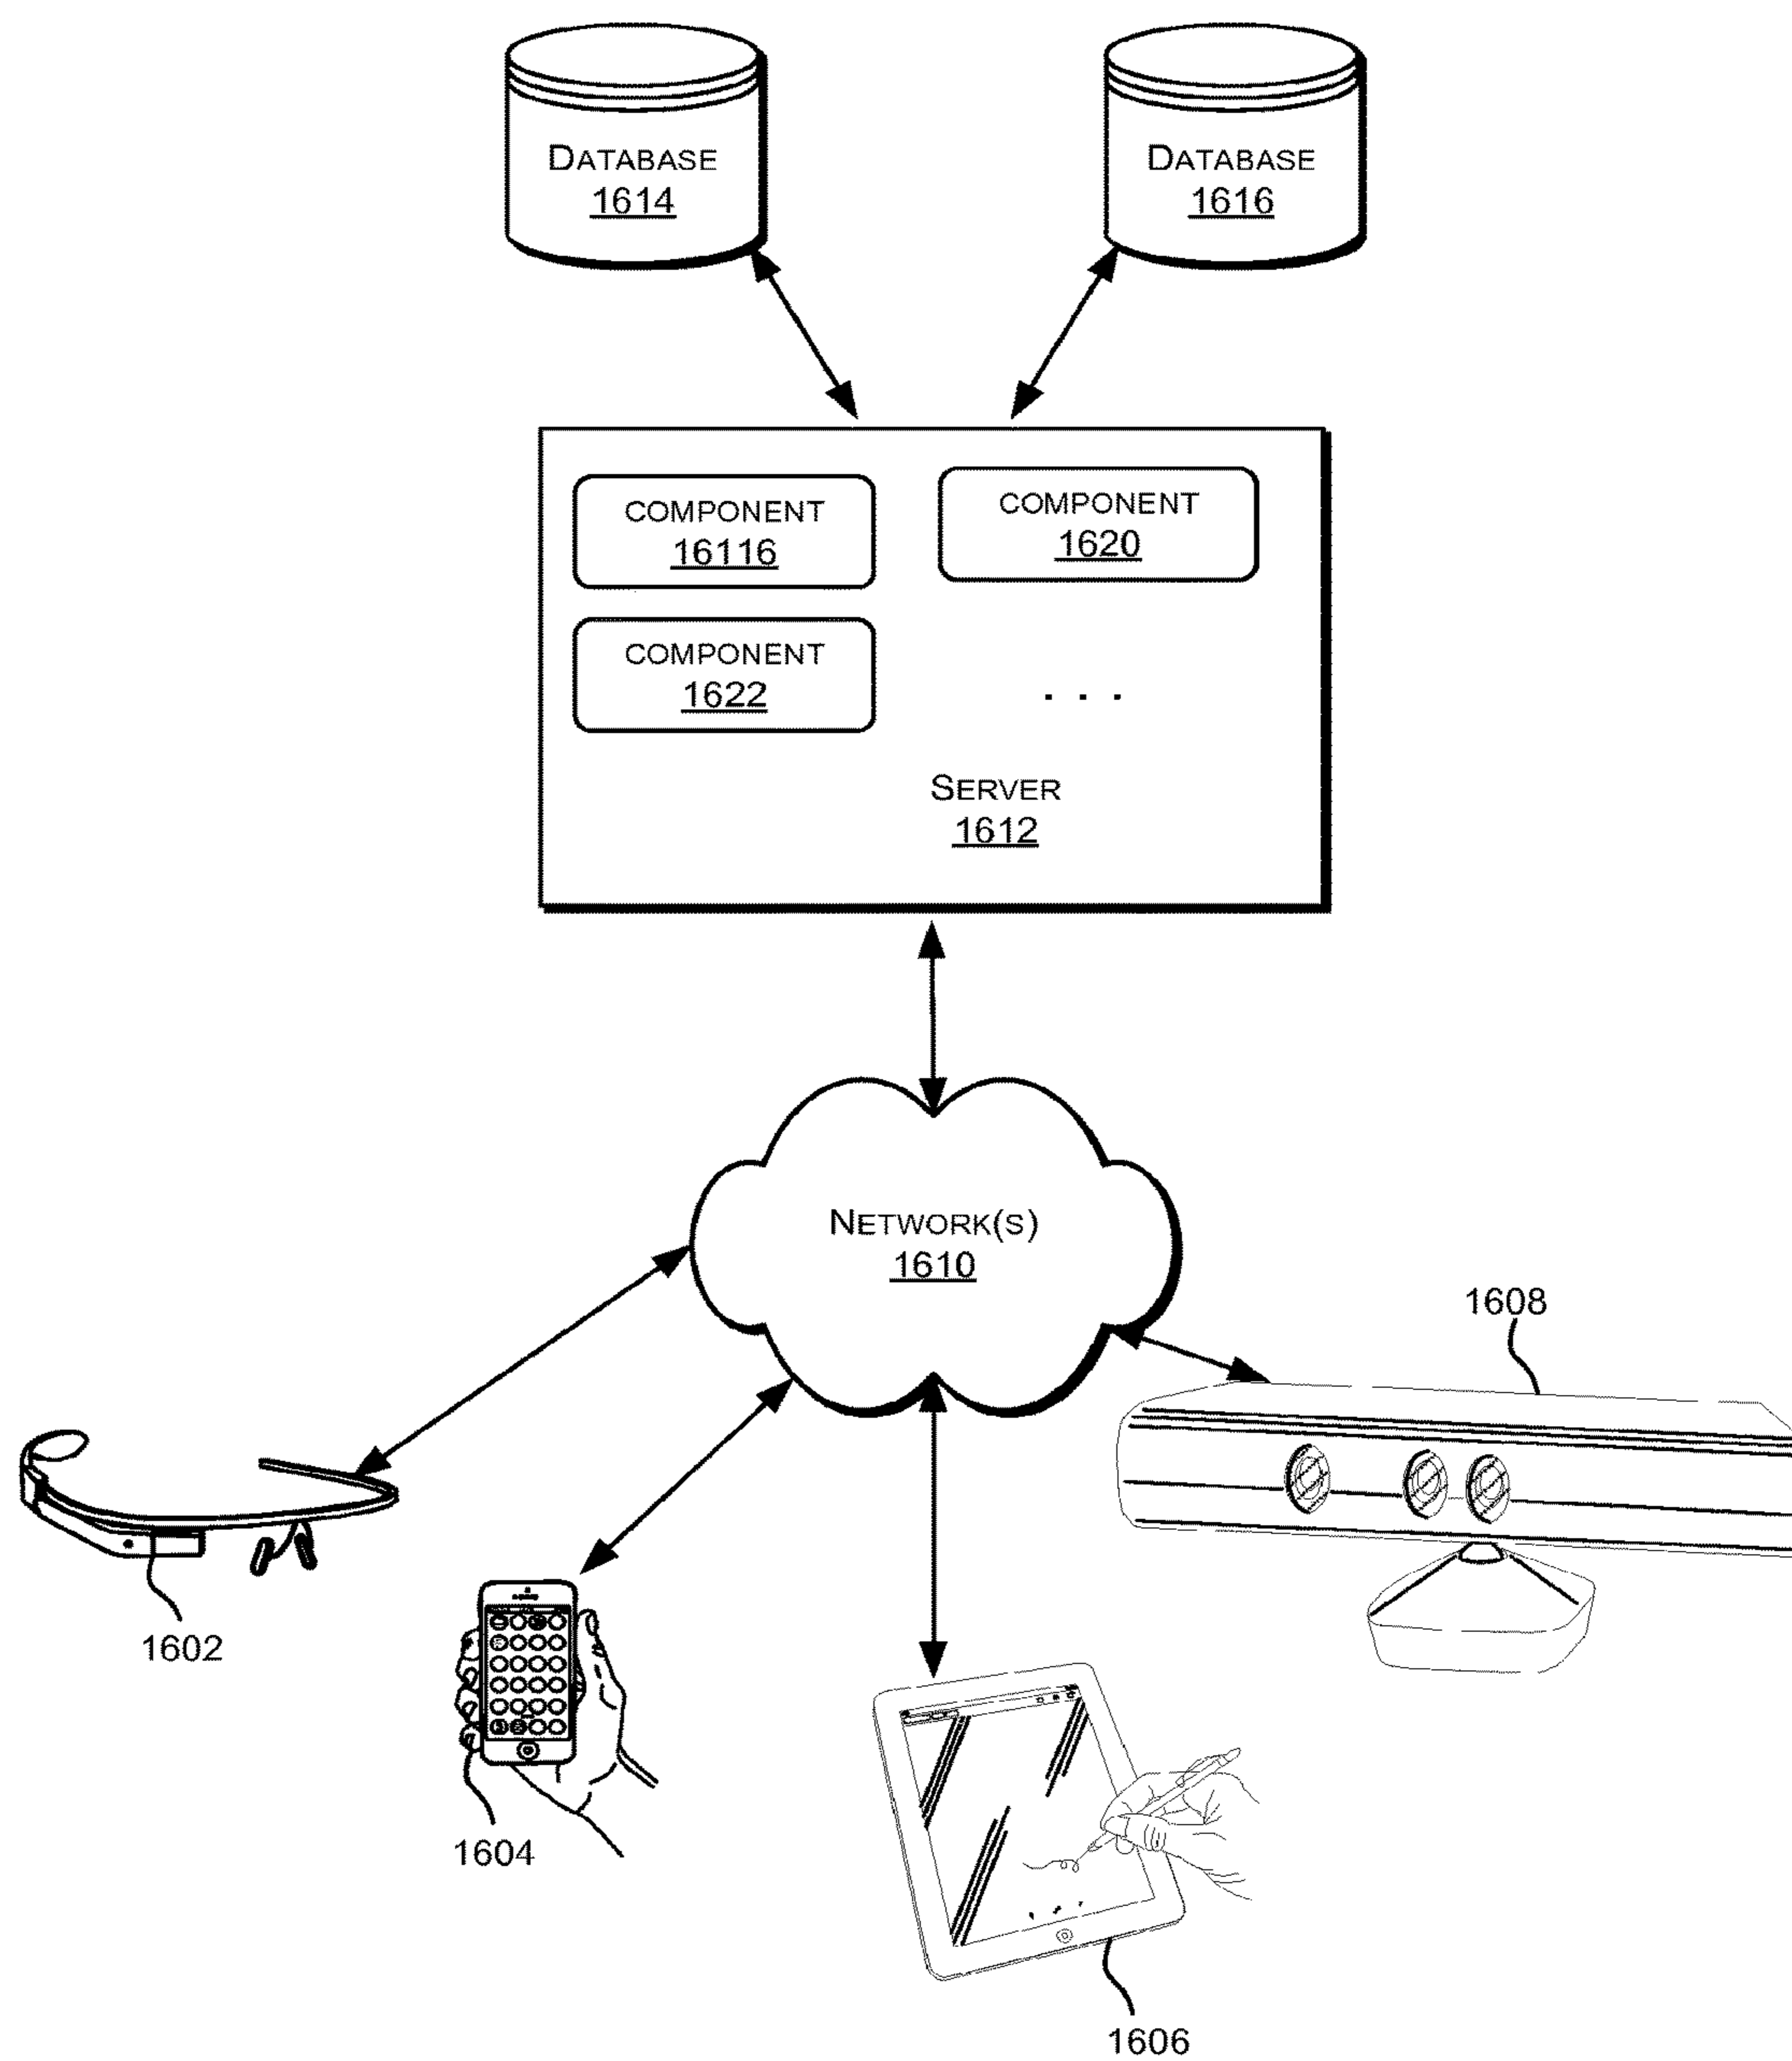 DATABASE
1614
DATABASE
1616
COMPONENT
16116
COMPONENT
1620
COMPONENT
1622
. . .
SERVER
1612
NETWORK(S)
1610
1608
1602
1604
1606